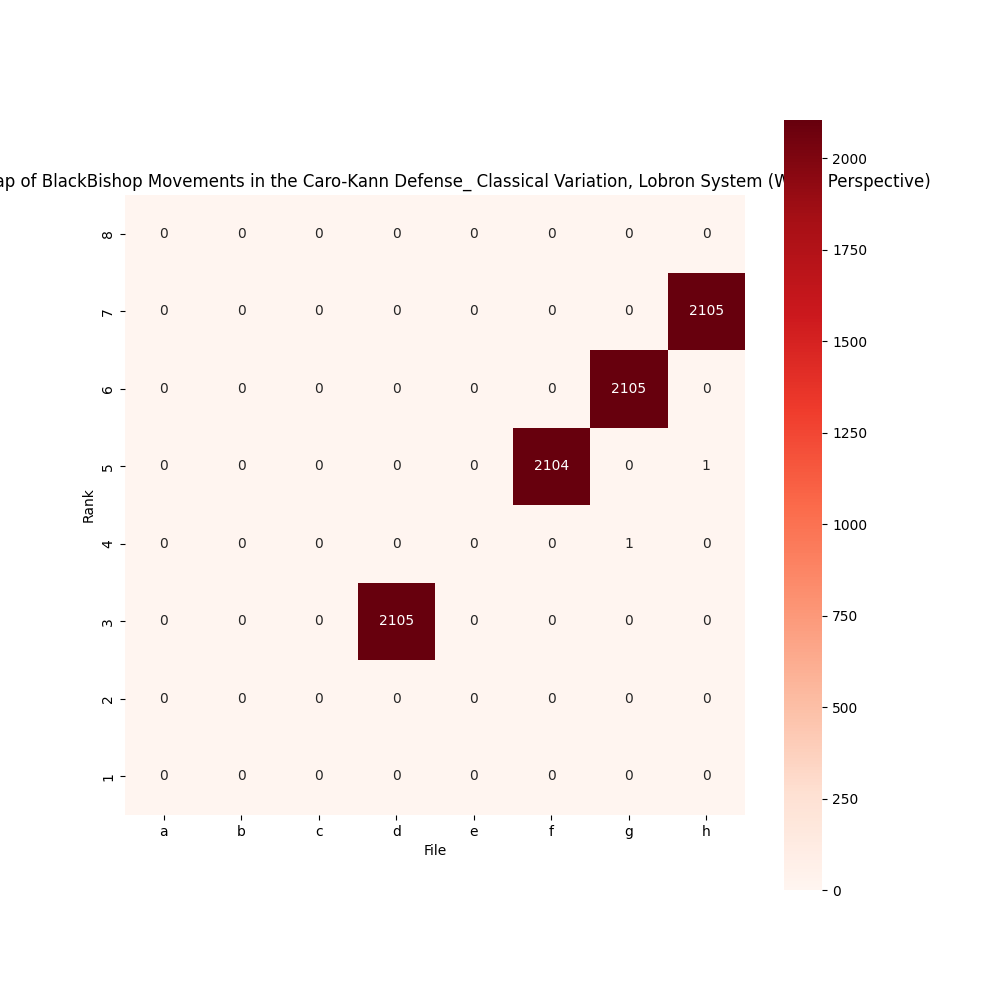 ap of BlackBishop Movements in the Caro-Kann Defense_ Classical Variation, Lobron System (W Perspective)
8 0 0 0 0 0 0 0 0
7 0 0 0 0 0 0 0 2105
6 0 0 0 0 0 0 2105 0
5 0 0 0 0 0 2104 0 1
4 0 0 0 0 0 0 1 0
3 0 0 0 2105 0 0 0 0
2 0 0 0 0 0 0 0 0
1 0 0 0 0 0 0 0 0
Rank
a b c d e f g h
File
2000
1750
1500
1250
1000
750
500
250
0